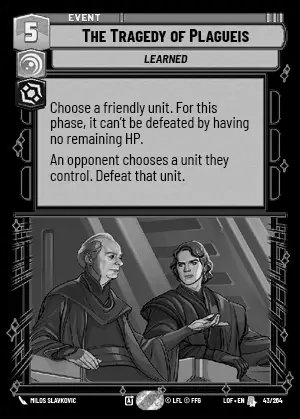 EVENT
5
THE TRAGEDY OF PLAGUEIS
LEARNED
Choose a friendly unit. For this
phase, it can't be defeated by having
no remaining HP.
An opponent chooses a unit they
control. Defeat that unit.
MILOS SLAVKOVIC
A © LFL © FFG
LOF • EN
43/264